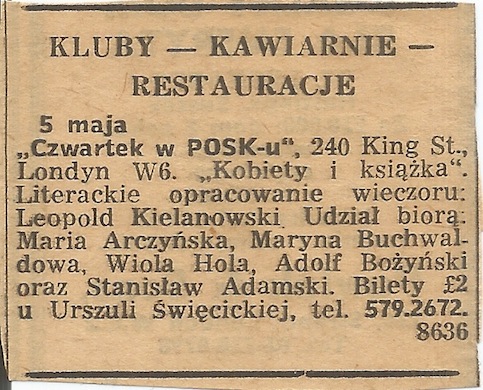 KLUBY — KAWIARNIE —
RESTAURACJE
5 maja
„Czwartek w POSK-u“, 240 King St.,
Londyn W6. „Kobiety i książka“.
Literackie opracowanie wieczoru:
Leopold Kielanowski. Udział biorą:
Maria Arczyńska, Maryna Buchwal-
dowa, Wiola Hola, Adolf Bożyński
oraz Stanisław Adamski. Bilety £2
u Urszuli Święcickiej, tel. 579.2672.
8636